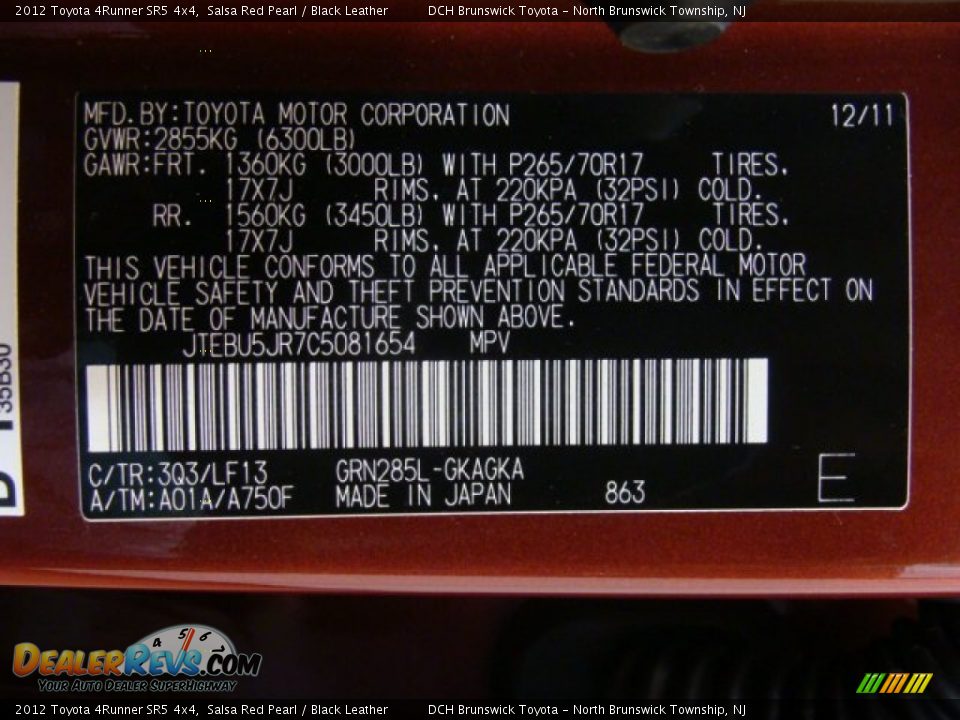 2012 Toyota 4Runner SR5 4x4, Salsa Red Pearl / Black Leather DCH Brunswick Toyota - North Brunswick Township, NJ
MFD.BY:TOYOTA MOTOR CORPORATION 12/11
GVWR:2855KG (6300LB)
GAWR:FRT. 1360KG (3000LB) WITH P265/70R17 TIRES.
17X7J RIMS. AT 220KPA (32PSI) COLD.
RR. 1560KG (3450LB) WITH P265/70R17 TIRES.
17X7J RIMS. AT 220KPA (32PSI) COLD.
THIS VEHICLE CONFORMS TO ALL APPLICABLE FEDERAL MOTOR
VEHICLE SAFETY AND THEFT PREVENTION STANDARDS IN EFFECT ON
THE DATE OF MANUFACTURE SHOWN ABOVE.
JTEBU5JR7C5081654 MPV
C/TR:3Q3/LF13 GRN285L-GKAGKA
A/TM:A01A/A750F MADE IN JAPAN 863 E
4 5 6
DEALERREVS.COM
YOUR AUTO DEALER SUPERHIGHWAY
2012 Toyota 4Runner SR5 4x4, Salsa Red Pearl / Black Leather DCH Brunswick Toyota - North Brunswick Township, NJ